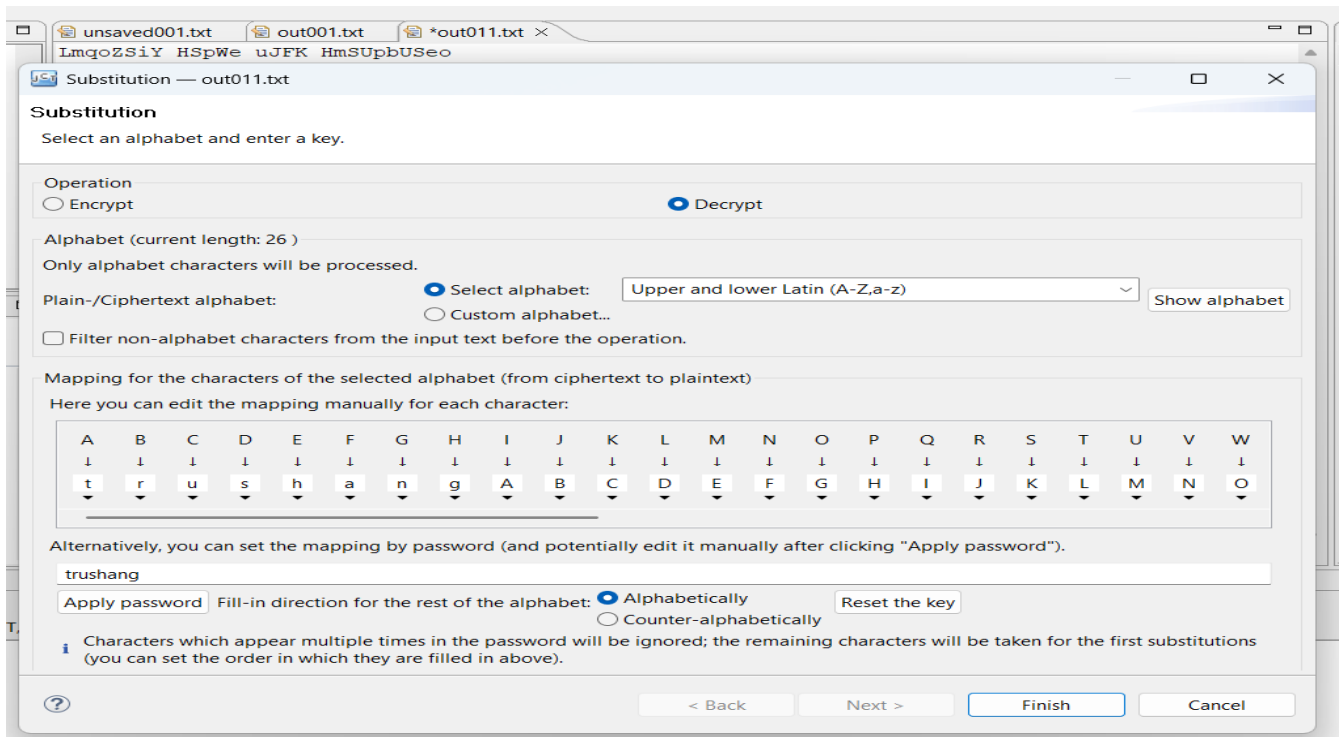 unsaved001.txt out001.txt *out011.txt
LmqoZSiY HSpWe uJFK HmSUpbUSeo
Substitution — out011.txt
Substitution
Select an alphabet and enter a key.
Operation
Encrypt Decrypt
Alphabet (current length: 26 )
Only alphabet characters will be processed.
Plain-/Ciphertext alphabet: Select alphabet: Upper and lower Latin (A-Z,a-z) Show alphabet
Custom alphabet...
Filter non-alphabet characters from the input text before the operation.
Mapping for the characters of the selected alphabet (from ciphertext to plaintext)
Here you can edit the mapping manually for each character:
A B C D E F G H I J K L M N O P Q R S T U V W
↓ ↓ ↓ ↓ ↓ ↓ ↓ ↓ ↓ ↓ ↓ ↓ ↓ ↓ ↓ ↓ ↓ ↓ ↓ ↓ ↓ ↓ ↓
t r u s h a n g A B C D E F G H I J K L M N O
Alternatively, you can set the mapping by password (and potentially edit it manually after clicking "Apply password").
trushang
Apply password Fill-in direction for the rest of the alphabet: Alphabetically Reset the key
Counter-alphabetically
T,
i Characters which appear multiple times in the password will be ignored; the remaining characters will be taken for the first substitutions
(you can set the order in which they are filled in above).
? < Back Next > Finish Cancel